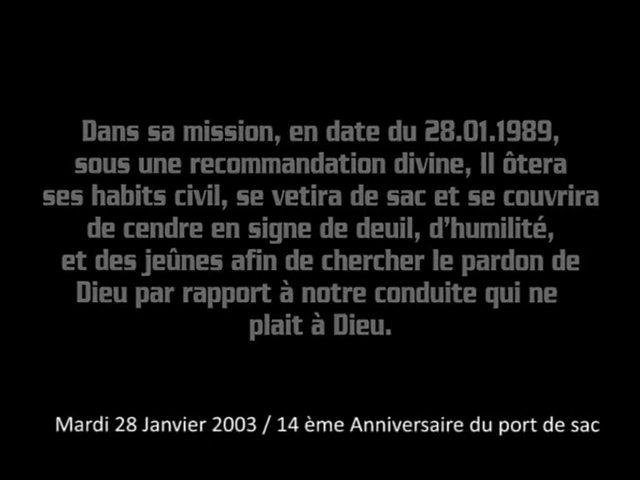 Dans sa mission, en date du 28.01.1989,
sous une recommandation divine, Il ôtera
ses habits civil, se vetira de sac et se couvrira
de cendre en signe de deuil, d'humilité,
et des jeûnes afin de chercher le pardon de
Dieu par rapport à notre conduite qui ne
plait à Dieu.
Mardi 28 Janvier 2003 / 14 ème Anniversaire du port de sac